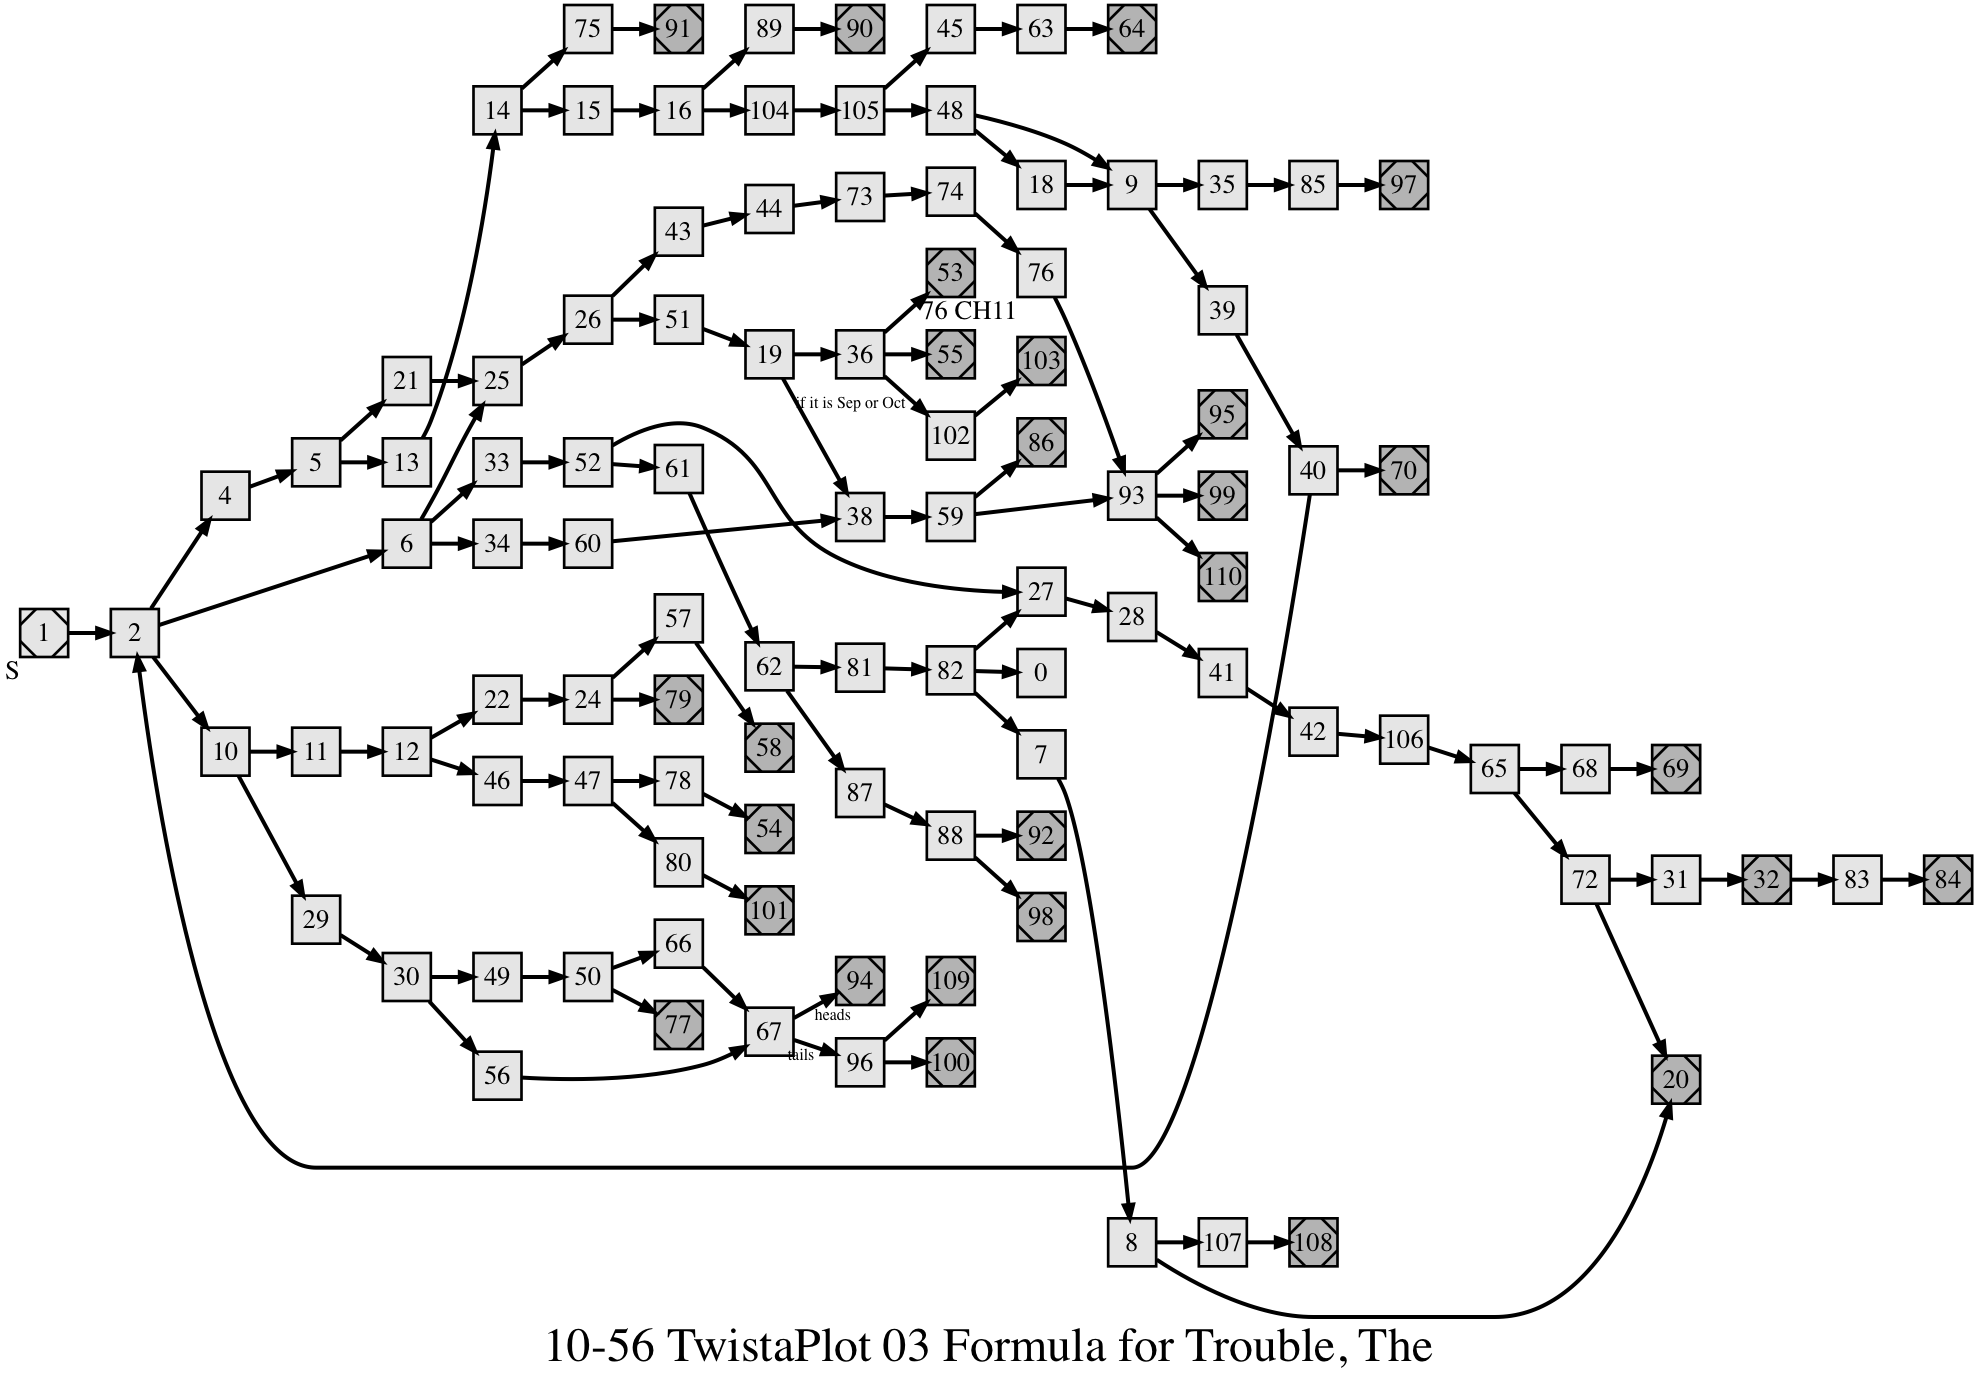 75 91 89 90 45 63 64
14 15 16 104 105 48
18 9 35 85 97
43 44 73 74
53 76
76 CH11
39
26 51 19 36 55 103
21 25
if it is Sep or Oct
102 95
4 5 13 33 52 61 86 40 70
38 59 93 99
6 34 60
110
27 28
1 2 57
S
62 81 82 0 41
22 24 79
10 11 12 58 7 42 106
46 47 78 87 65 68 69
54 88 92
80
72 31 32 83 84
29 66 101 98
30 49 50 94 109
heads
77 67
tails
56 96 100
20
8 107 108
10-56 TwistaPlot 03 Formula for Trouble, The